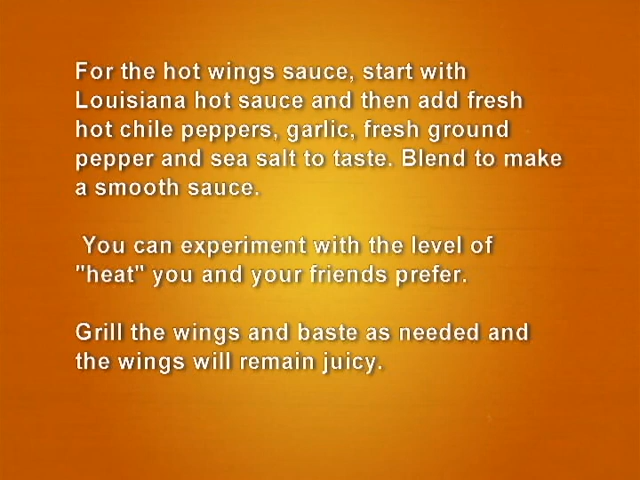 For the hot wings sauce, start with
Louisiana hot sauce and then add fresh
hot chile peppers, garlic, fresh ground
pepper and sea salt to taste. Blend to make
a smooth sauce.
You can experiment with the level of
"heat" you and your friends prefer.
Grill the wings and baste as needed and
the wings will remain juicy.